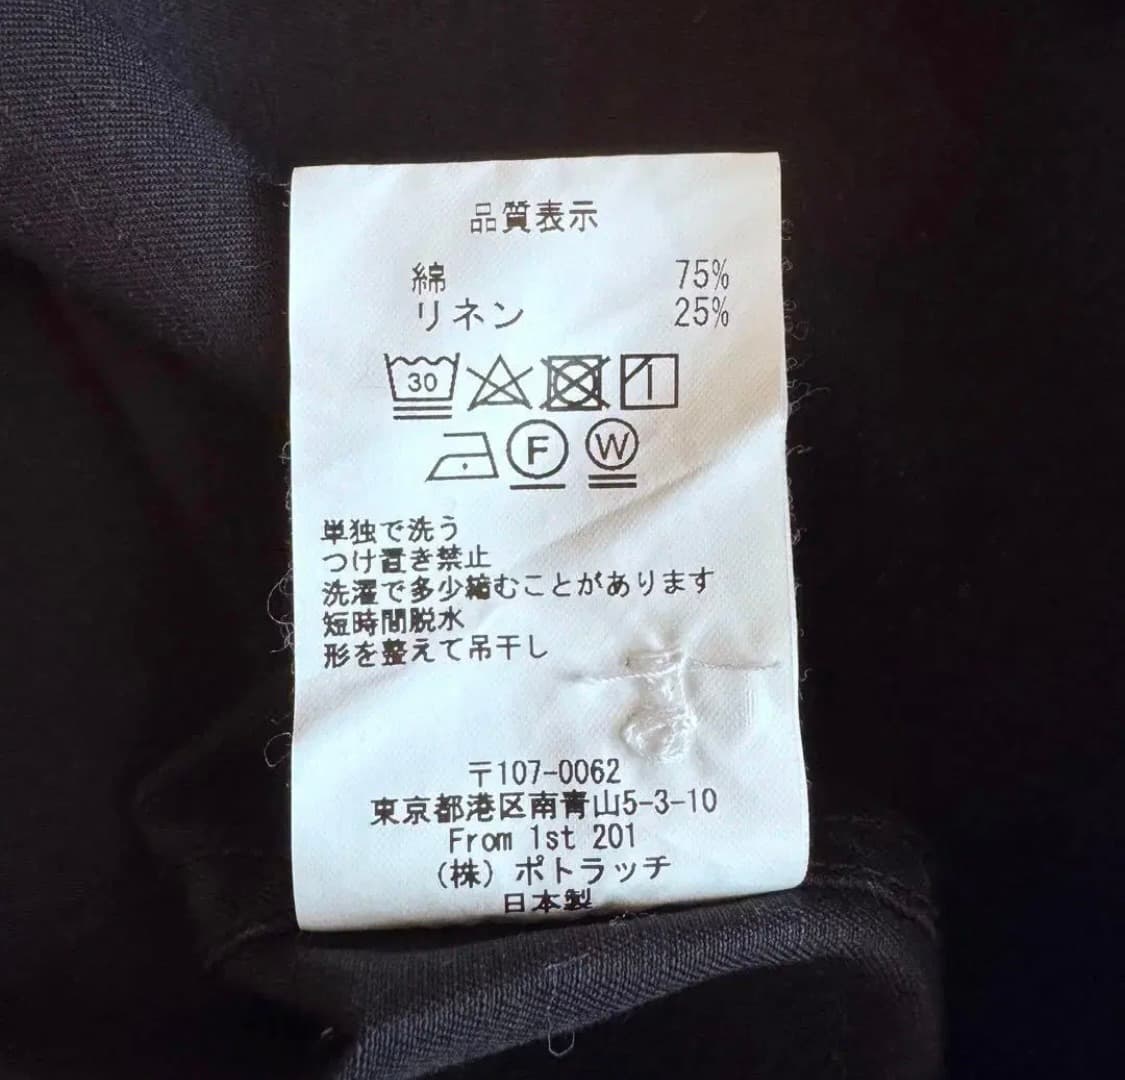 品質表示
綿 75%
リネン 25%
30
F W
単独で洗う
つけ置き禁止
洗濯で多少縮むことがあります
短時間脱水
形を整えて吊干し
〒107-0062
東京都港区南青山5-3-10
From 1st 201
(株) ポトラッチ
日本製